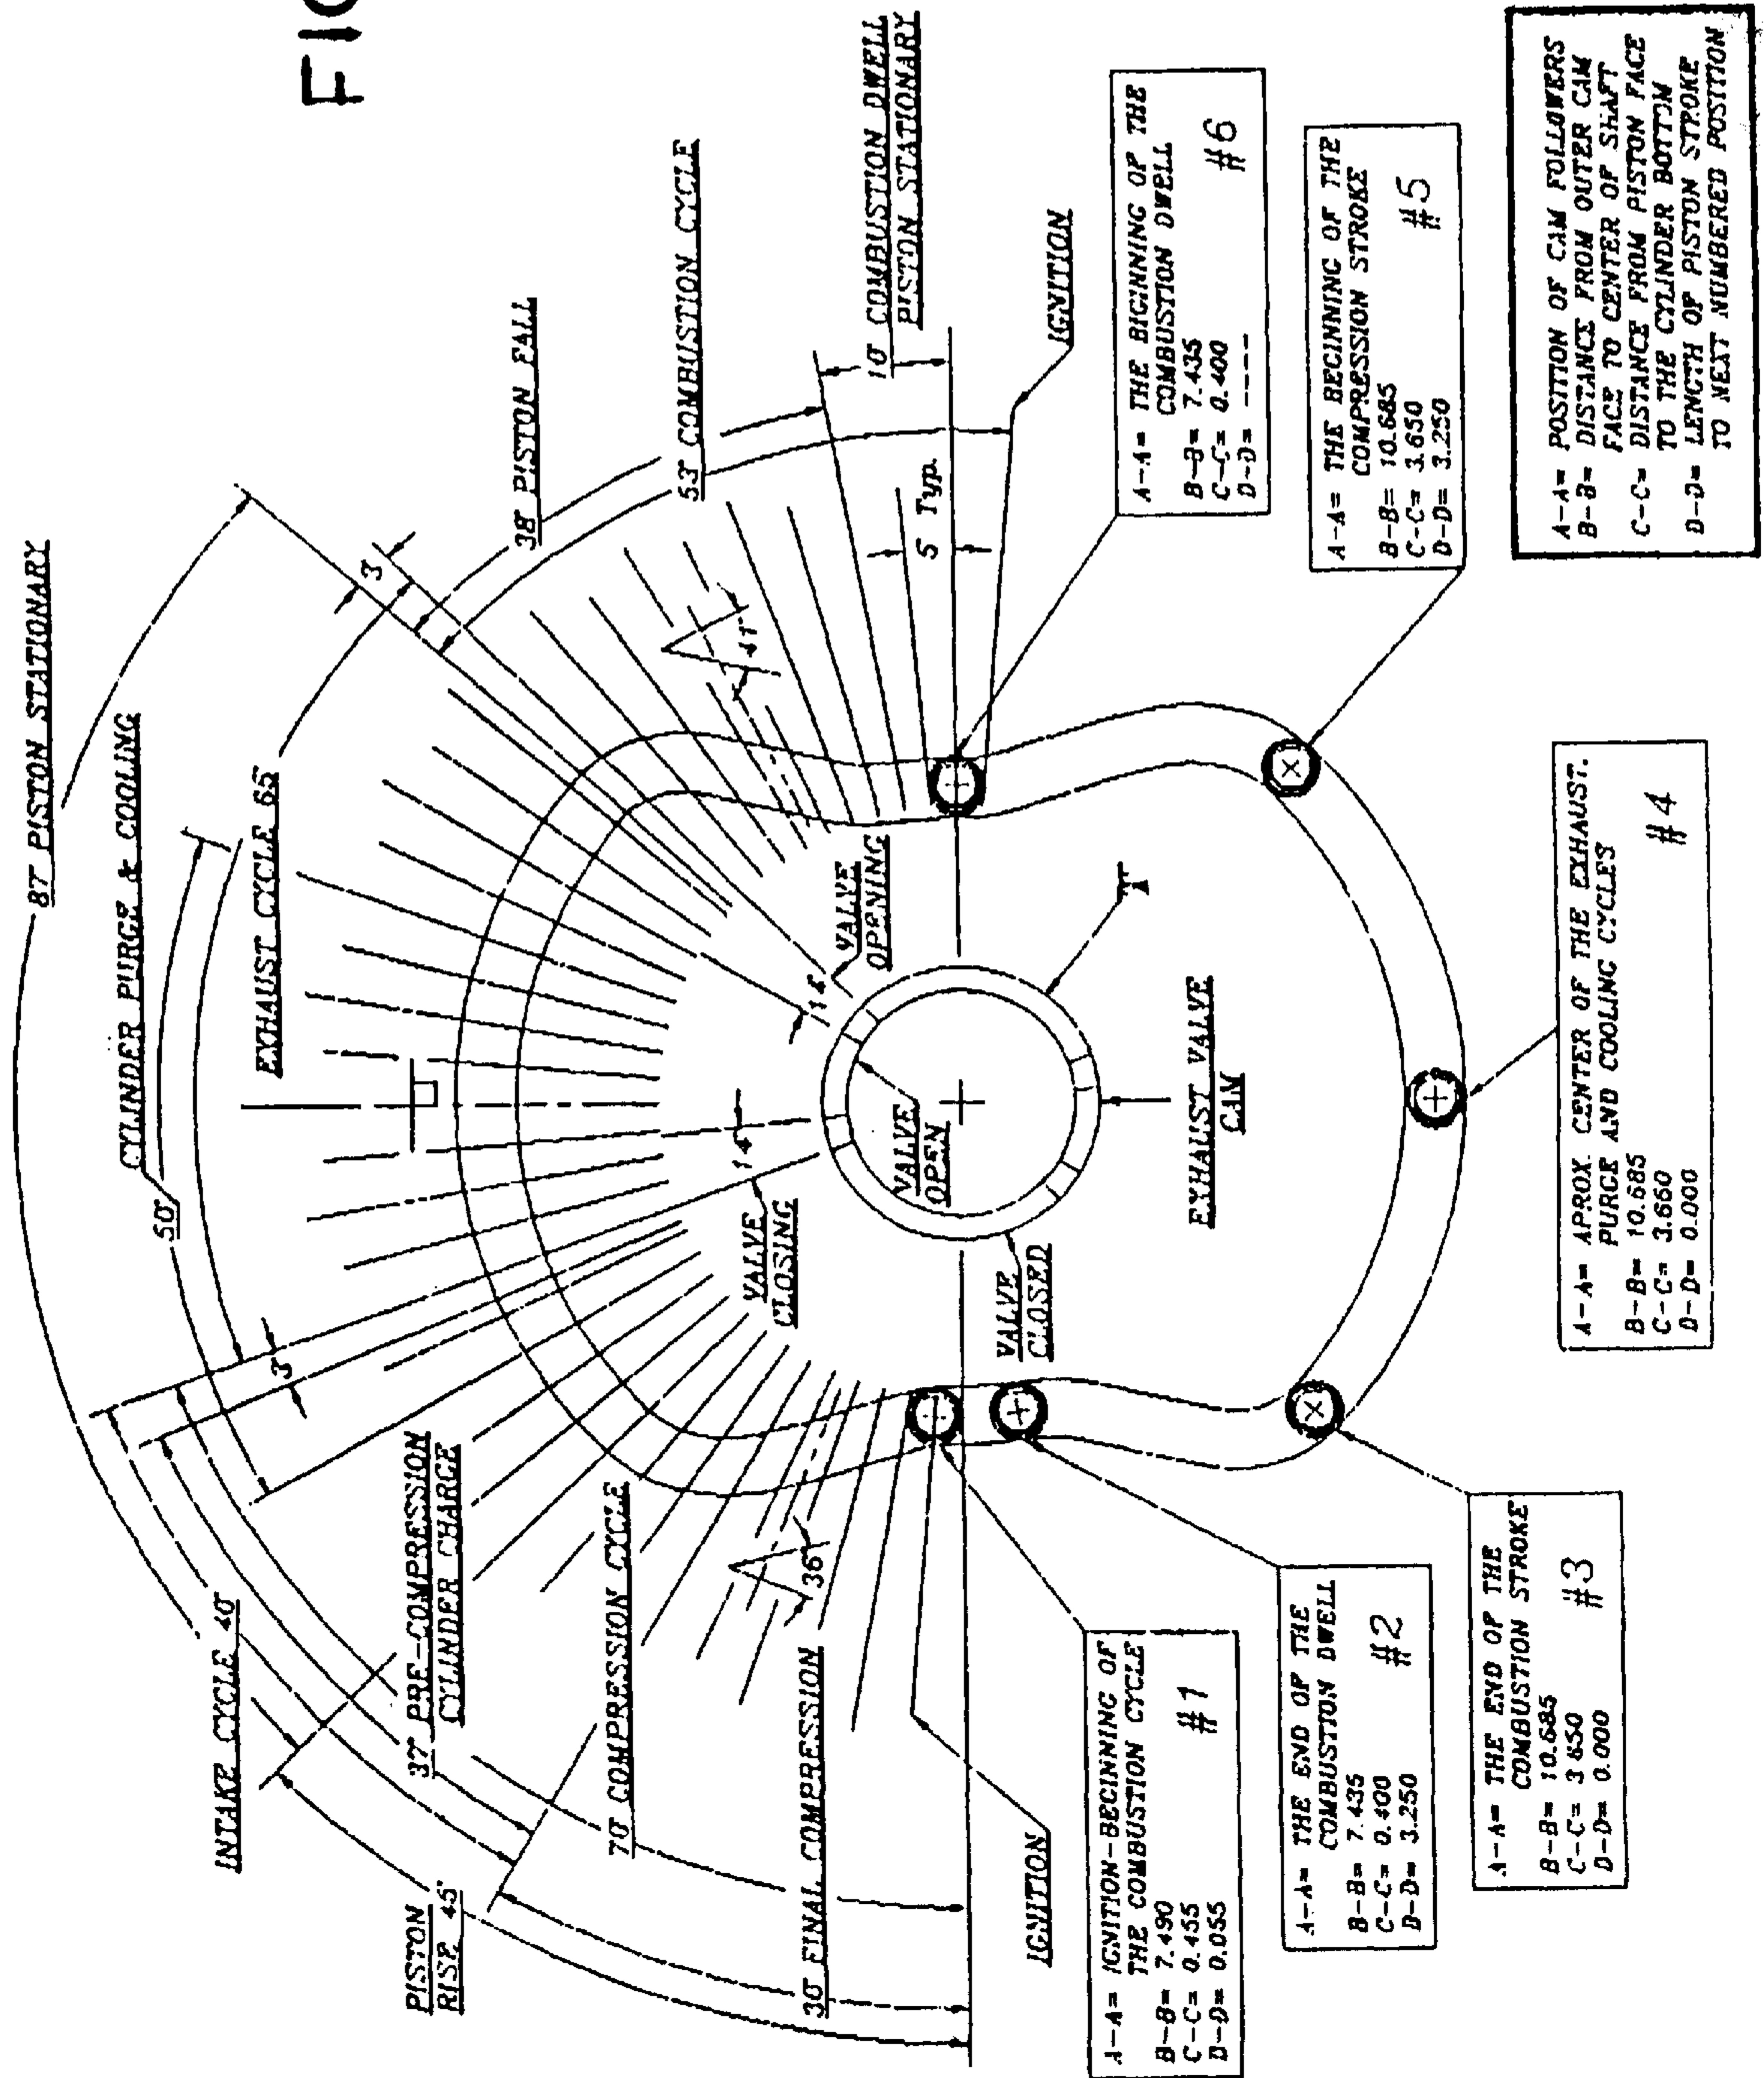 FIG
87° PISTON STATIONARY
CYLINDER PURGE & COOLING
50°
EXHAUST CYCLE 65°
3°
3°
38° PISTON FALL
53° COMBUSTION CYCLE
10° COMBUSTION DWELL
PISTON STATIONARY
5° Typ.
41°
IGNITION
INTAKE CYCLE 40°
37° PRE-COMPRESSION
CYLINDER CHARGE
PISTON
RISE 45°
70° COMPRESSION CYCLE
30° FINAL COMPRESSION
36°
IGNITION
14°
VALVE
OPENING
14°
VALVE
CLOSING
VALVE
OPEN
VALVE
CLOSED
EXHAUST VALVE
CAM
A-A= IGNITION-BEGINNING OF
THE COMBUSTION CYCLE
B-B= 7.490
C-C= 0.455
D-D= 0.055
#1
A-A= THE END OF THE
COMBUSTION DWELL
B-B= 7.435
C-C= 0.400
D-D= 3.250
#2
A-A= THE END OF THE
COMBUSTION STROKE
B-B= 10.685
C-C= 3.650
D-D= 0.000
#3
A-A= APROX. CENTER OF THE EXHAUST.
PURGE AND COOLING CYCLES
B-B= 10.685
C-C= 3.660
D-D= 0.000
#4
A-A= THE BEGINNING OF THE
COMPRESSION STROKE
B-B= 10.685
C-C= 3.650
D-D= 3.250
#5
A-A= THE BIGINNING OF THE
COMBUSTION DWELL
B-B= 7.435
C-C= 0.400
D-D= ----
#6
A-A= POSITION OF CAM FOLLOWERS
B-B= DISTANCE FROM OUTER CAM
FACE TO CENTER OF SHAFT
C-C= DISTANCE FROM PISTON FACE
TO THE CYLINDER BOTTOM
D-D= LENGTH OF PISTON STROKE
TO NEXT NUMBERED POSITION